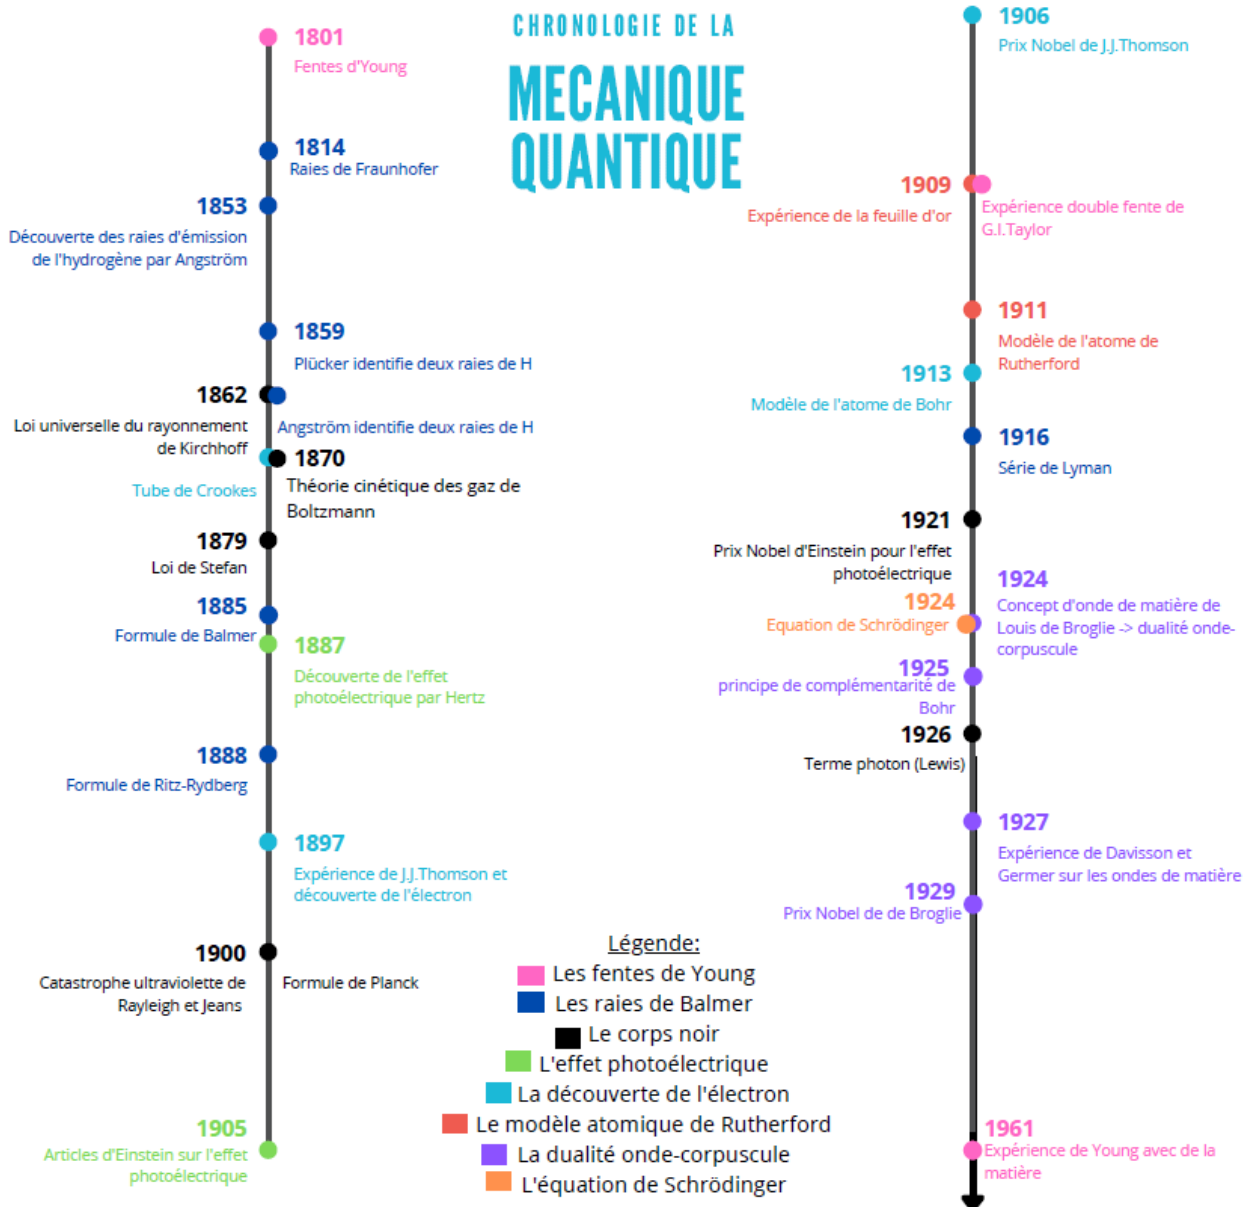 CHRONOLOGIE DE LA
MECANIQUE
QUANTIQUE
1801
Fentes d'Young
1814
Raies de Fraunhofer
1853
Découverte des raies d'émission
de l'hydrogène par Angström
1859
Plücker identifie deux raies de H
1862
Loi universelle du rayonnement
de Kirchhoff
Angström identifie deux raies de H
1870
Tube de Crookes
Théorie cinétique des gaz de
Boltzmann
1879
Loi de Stefan
1885
Formule de Balmer
1887
Découverte de l'effet
photoélectrique par Hertz
1888
Formule de Ritz-Rydberg
1897
Expérience de J.J.Thomson et
découverte de l'électron
1900
Catastrophe ultraviolette de
Rayleigh et Jeans
Formule de Planck
1905
Articles d'Einstein sur l'effet
photoélectrique
1906
Prix Nobel de J.J.Thomson
1909
Expérience de la feuille d'or
Expérience double fente de
G.I.Taylor
1911
Modèle de l'atome de
Rutherford
1913
Modèle de l'atome de Bohr
1916
Série de Lyman
1921
Prix Nobel d'Einstein pour l'effet
photoélectrique
1924
Equation de Schrödinger
1924
Concept d'onde de matière de
Louis de Broglie -> dualité onde-
corpuscule
1925
principe de complémentarité de
Bohr
1926
Terme photon (Lewis)
1927
Expérience de Davisson et
Germer sur les ondes de matière
1929
Prix Nobel de de Broglie
1961
Expérience de Young avec de la
matière
Légende:
Les fentes de Young
Les raies de Balmer
Le corps noir
L'effet photoélectrique
La découverte de l'électron
Le modèle atomique de Rutherford
La dualité onde-corpuscule
L'équation de Schrödinger